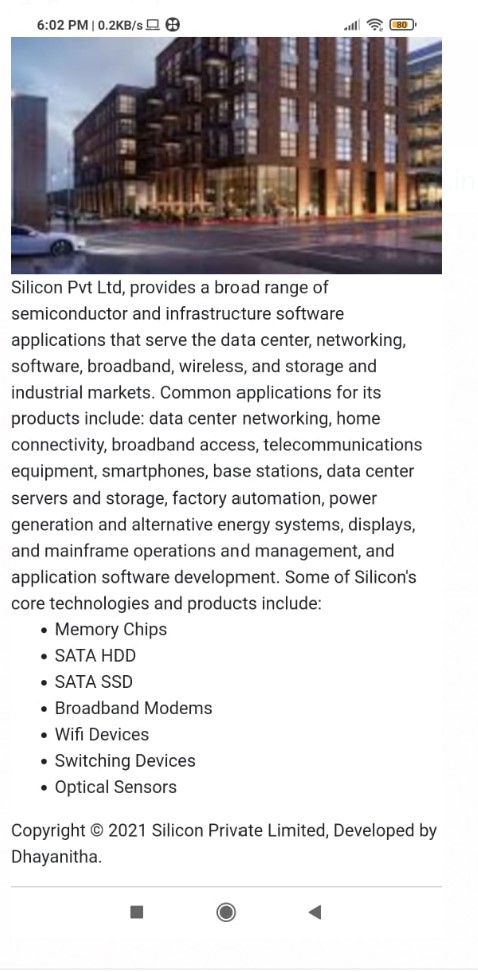 6:02 PM | 0.2KB/s
80
Silicon Pvt Ltd, provides a broad range of
semiconductor and infrastructure software
applications that serve the data center, networking,
software, broadband, wireless, and storage and
industrial markets. Common applications for its
products include: data center networking, home
connectivity, broadband access, telecommunications
equipment, smartphones, base stations, data center
servers and storage, factory automation, power
generation and alternative energy systems, displays,
and mainframe operations and management, and
application software development. Some of Silicon's
core technologies and products include:
• Memory Chips
• SATA HDD
• SATA SSD
• Broadband Modems
• Wifi Devices
• Switching Devices
• Optical Sensors
Copyright © 2021 Silicon Private Limited, Developed by
Dhayanitha.